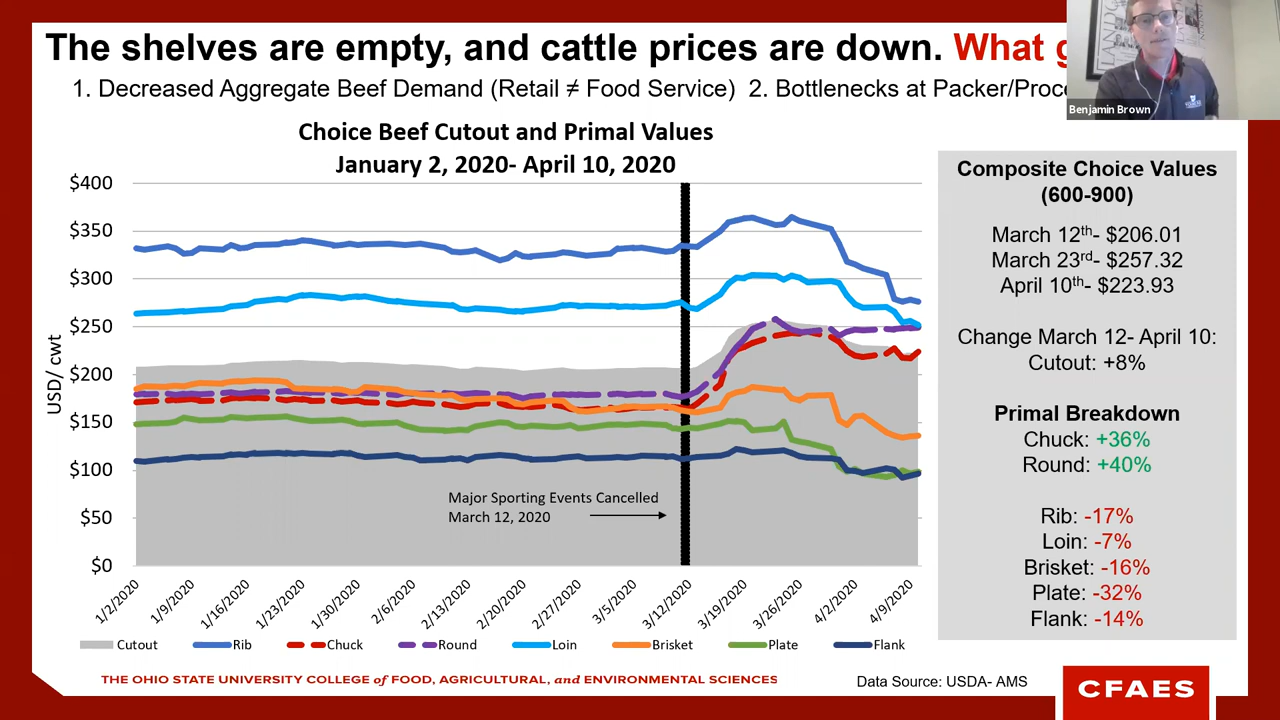 The shelves are empty, and cattle prices are down. What g
1. Decreased Aggregate Beef Demand (Retail ≠ Food Service) 2. Bottlenecks at Packer/Proc
Benjamin Brown
Choice Beef Cutout and Primal Values
January 2, 2020- April 10, 2020
USD/ cwt
$400
$350
$300
$250
$200
$150
$100
$50
$0
Major Sporting Events Cancelled
March 12, 2020
1/2/2020
1/9/2020
1/16/2020
1/23/2020
1/30/2020
2/6/2020
2/13/2020
2/20/2020
2/27/2020
3/5/2020
3/12/2020
3/19/2020
3/26/2020
4/2/2020
4/9/2020
Cutout Rib Chuck Round Loin Brisket Plate Flank
Composite Choice Values
(600-900)
March 12th- $206.01
March 23rd- $257.32
April 10th- $223.93
Change March 12- April 10:
Cutout: +8%
Primal Breakdown
Chuck: +36%
Round: +40%
Rib: -17%
Loin: -7%
Brisket: -16%
Plate: -32%
Flank: -14%
THE OHIO STATE UNIVERSITY COLLEGE of FOOD, AGRICULTURAL, and ENVIRONMENTAL SCIENCES
Data Source: USDA- AMS
CFAES